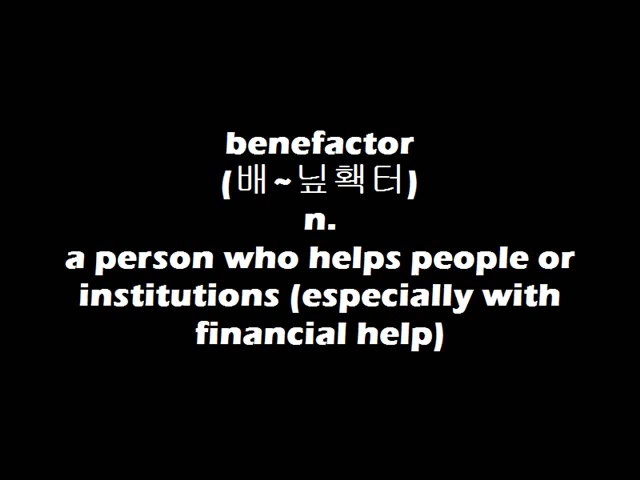 benefactor
(배~닢홱터)
n.
a person who helps people or
institutions (especially with
financial help)